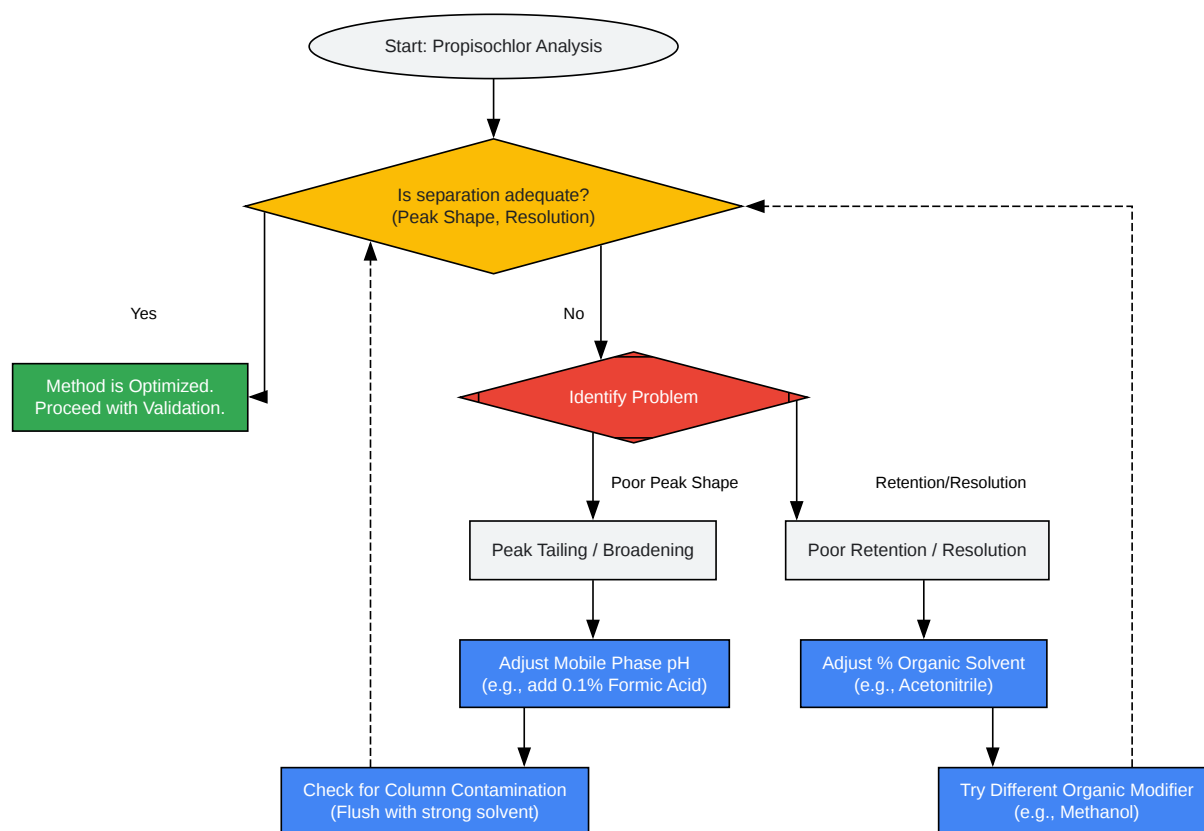 Start: Propisochlor Analysis
Is separation adequate?
(Peak Shape, Resolution)
Yes
No
Method is Optimized.
Proceed with Validation.
Identify Problem
Poor Peak Shape
Retention/Resolution
Peak Tailing / Broadening
Poor Retention / Resolution
Adjust Mobile Phase pH
(e.g., add 0.1% Formic Acid)
Adjust % Organic Solvent
(e.g., Acetonitrile)
Check for Column Contamination
(Flush with strong solvent)
Try Different Organic Modifier
(e.g., Methanol)